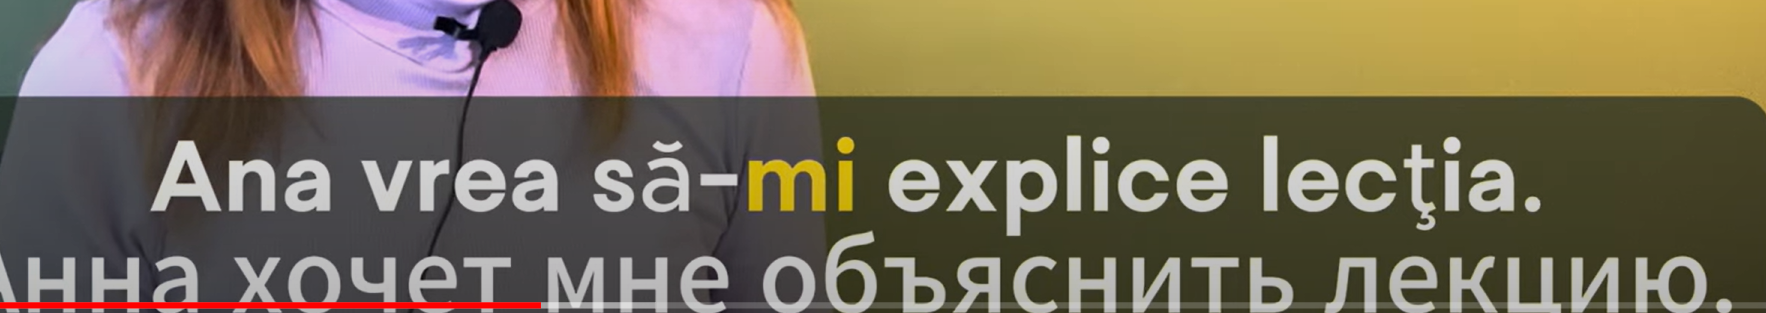 Ana vrea să-mi explice lecţia.
Анна хочет мне объяснить лекцию.